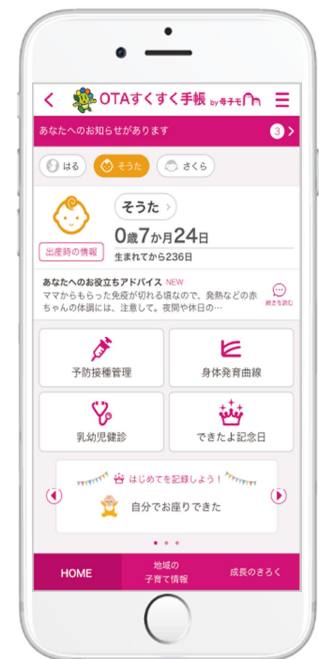 OTAすくすく手帳 by母子モ
あなたへのお知らせがあります 3
はる そうた さくら
そうた
0歳7か月24日
出産時の情報
生まれてから236日
あなたへのお役立ちアドバイス NEW
ママからもらった免疫が切れる頃なので、発熱などの赤
ちゃんの体調には、注意して。夜間や休日の…
続きを読む
予防接種管理 身体発育曲線
乳幼児健診 できたよ記念日
はじめてを記録しよう!
自分でお座りできた
HOME
地域の
子育て情報
成長のきろく